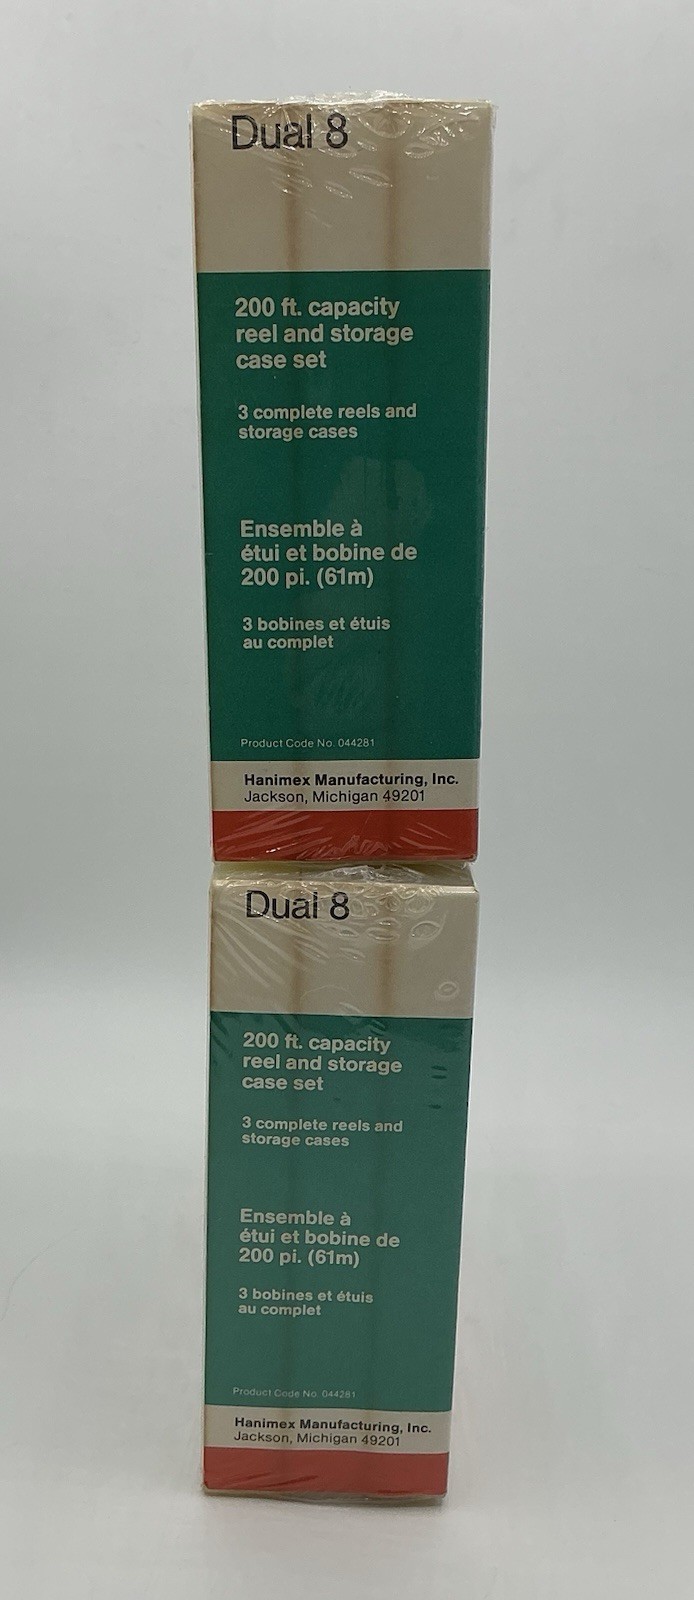 Dual 8
200 ft. capacity
reel and storage
case set
3 complete reels and
storage cases
Ensemble à
étui et bobine de
200 pi. (61m)
3 bobines et étuis
au complet
Product Code No. 044281
Hanimex Manufacturing, Inc.
Jackson, Michigan 49201
Dual 8
200 ft. capacity
reel and storage
case set
3 complete reels and
storage cases
Ensemble à
étui et bobine de
200 pi. (61m)
3 bobines et étuis
au complet
Product Code No. 044281
Hanimex Manufacturing, Inc.
Jackson, Michigan 49201